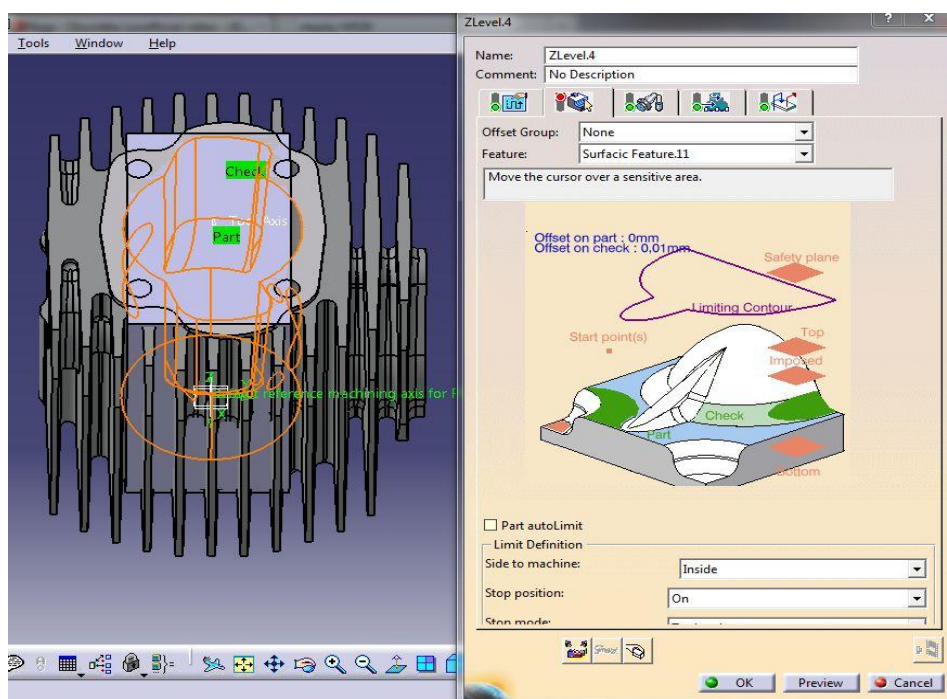 ZLevel.4
? X
Tools Window Help
Name: ZLevel.4
Comment: No Description
Offset Group: None
Feature: Surfacic Feature.11
Move the cursor over a sensitive area.
Check
Axis
Part
reference machining axis for P
Offset on part : 0mm
Offset on check : 0,01mm
Safety plane
Limiting Contour
Start point(s)
Top
Imposed
Check
Part
Bottom
Part autoLimit
Limit Definition
Side to machine: Inside
Stop position: On
Stop mode:
OK Preview Cancel